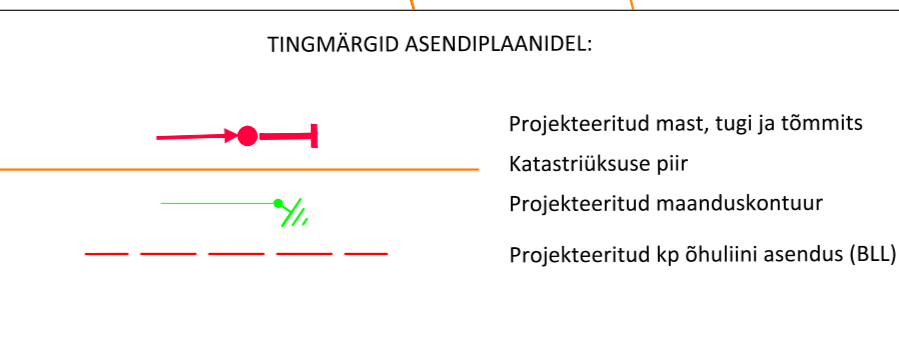 TINGMÄRGID ASENDIPLAANIDEL:
Projekteeritud mast, tugi ja tõmmits
Katastriüksuse piir
Projekteeritud maanduskontuur
Projekteeritud kp õhuliini asendus (BLL)